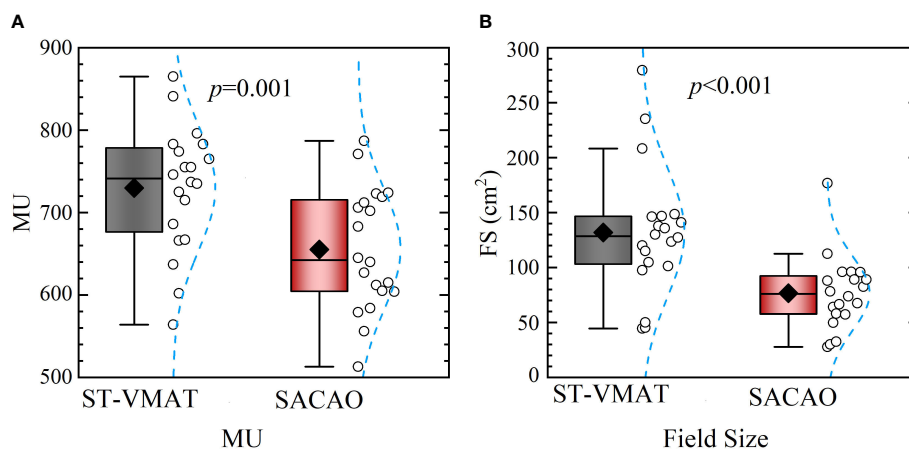 A
900
800
700
600
500
MU
p=0.001
ST-VMAT
SACAO
MU
B
300
250
200
150
100
50
0
FS (cm²)
p<0.001
ST-VMAT
SACAO
Field Size